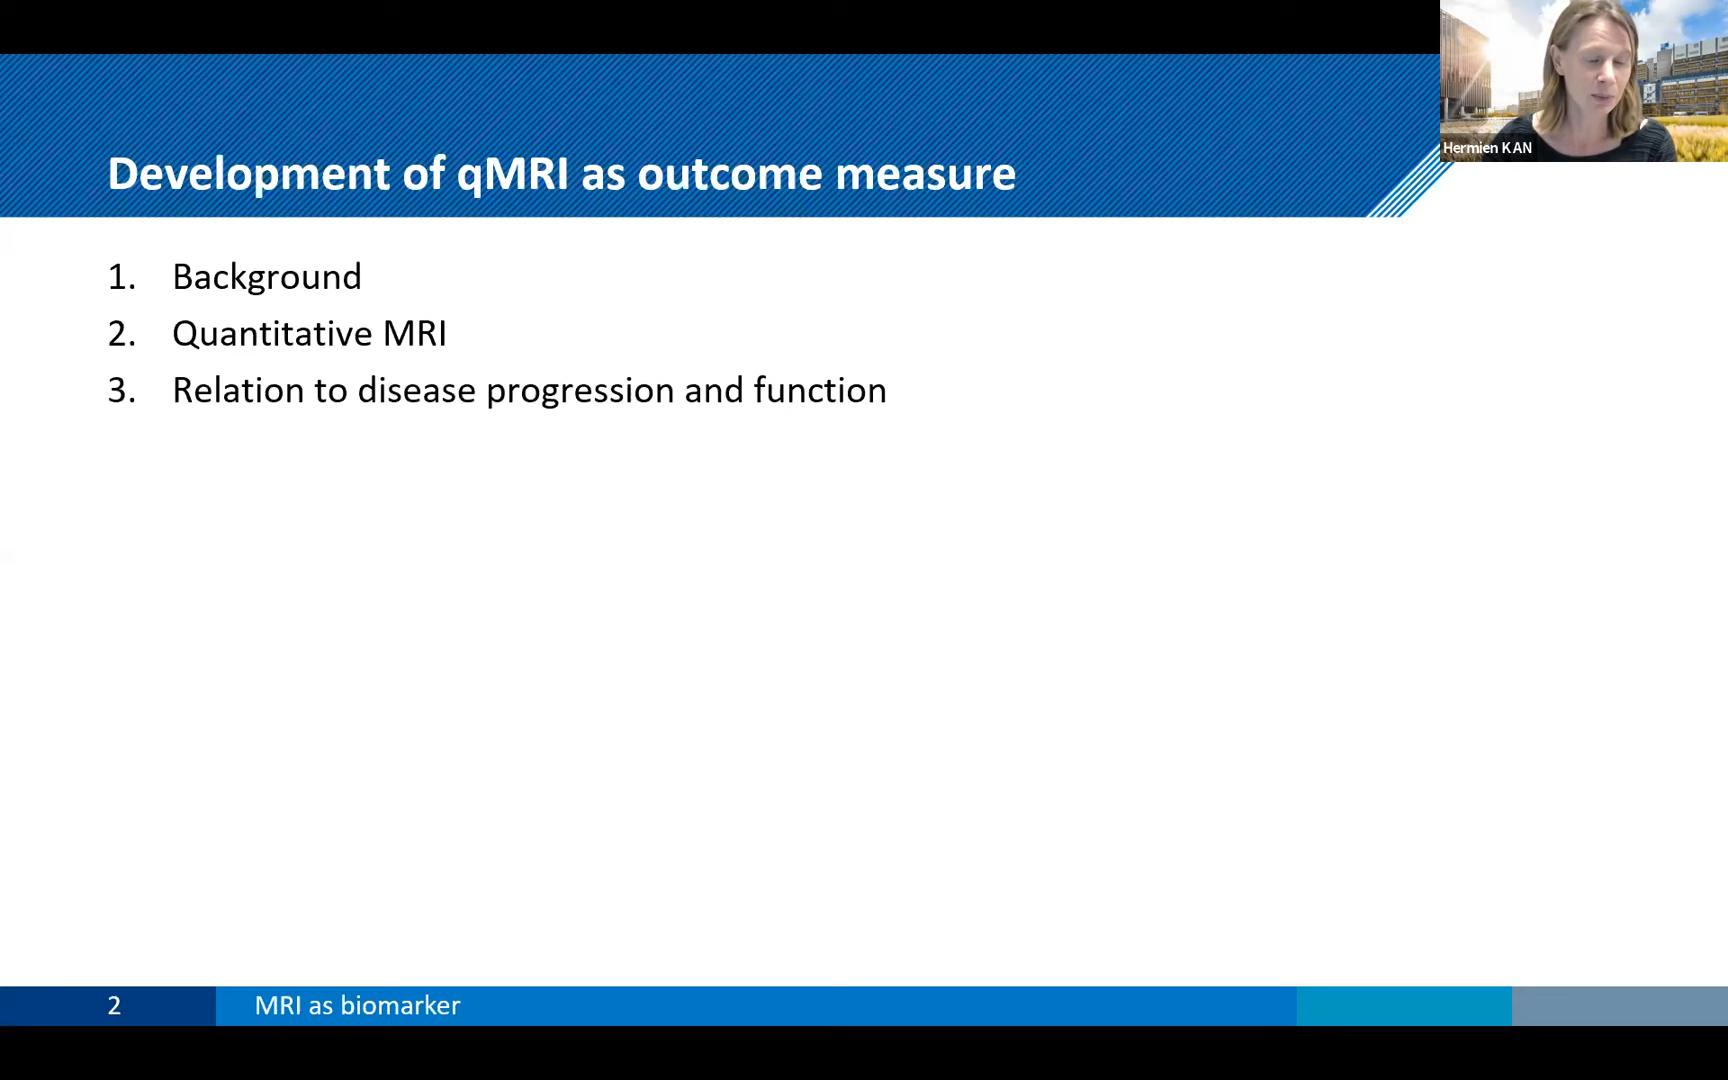 Hermien KAN
Development of qMRI as outcome measure
1. Background
2. Quantitative MRI
3. Relation to disease progression and function
2 MRI as biomarker